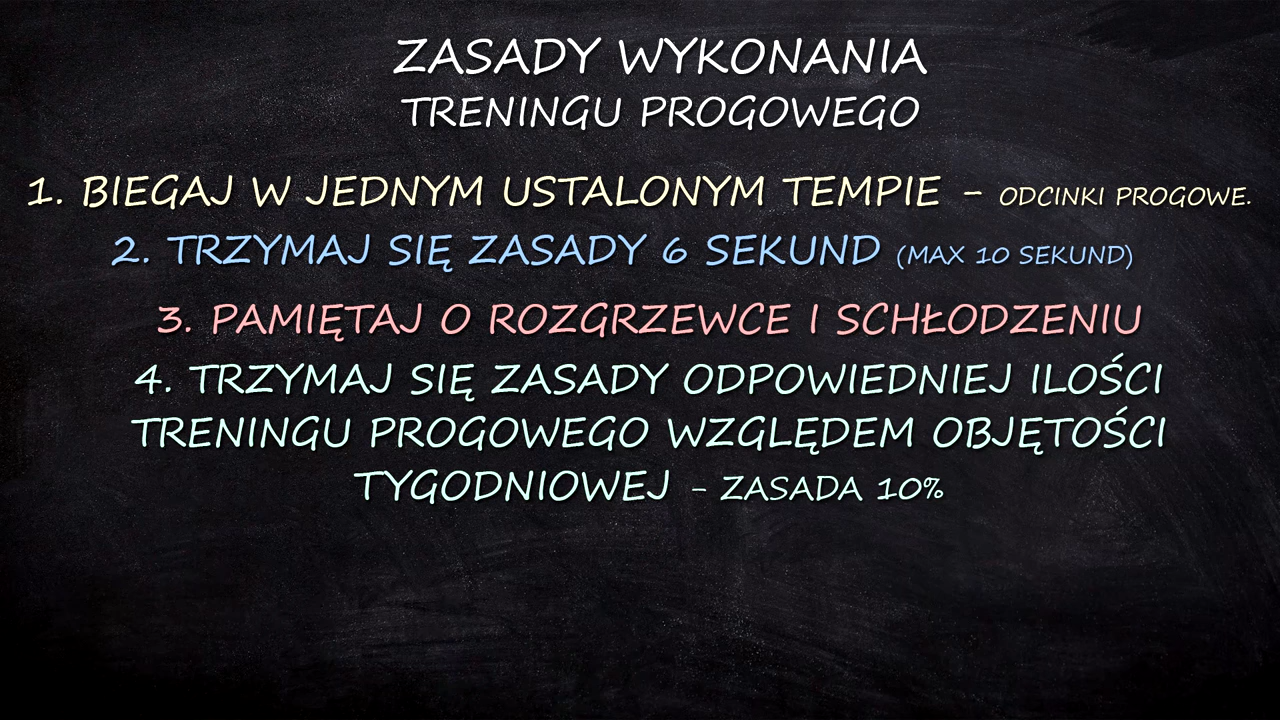 ZASADY WYKONANIA
TRENINGU PROGOWEGO
1. BIEGAJ W JEDNYM USTALONYM TEMPIE - ODCINKI PROGOWE.
2. TRZYMAJ SIĘ ZASADY 6 SEKUND (MAX 10 SEKUND)
3. PAMIĘTAJ O ROZGRZEWCE I SCHŁODZENIU
4. TRZYMAJ SIĘ ZASADY ODPOWIEDNIEJ ILOŚCI
TRENINGU PROGOWEGO WZGLĘDEM OBJĘTOŚCI
TYGODNIOWEJ - ZASADA 10%